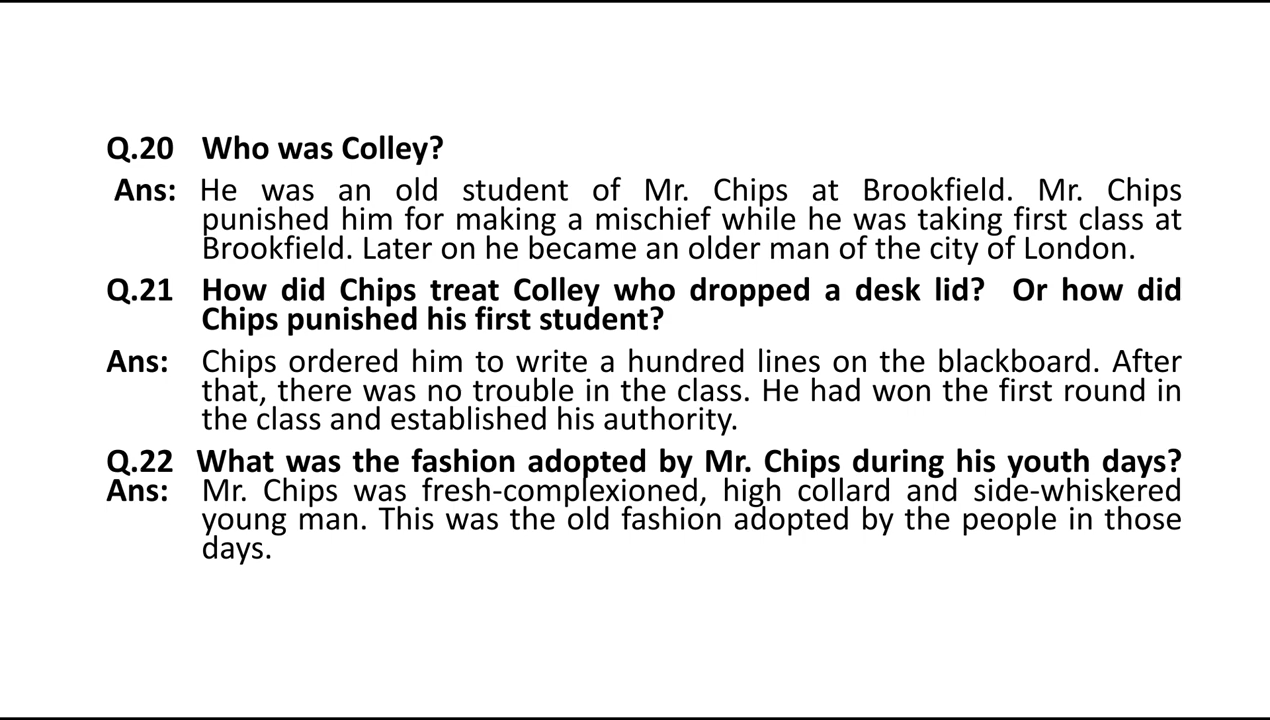 Q.20 Who was Colley?
Ans: He was an old student of Mr. Chips at Brookfield. Mr. Chips
punished him for making a mischief while he was taking first class at
Brookfield. Later on he became an older man of the city of London.
Q.21 How did Chips treat Colley who dropped a desk lid? Or how did
Chips punished his first student?
Ans: Chips ordered him to write a hundred lines on the blackboard. After
that, there was no trouble in the class. He had won the first round in
the class and established his authority.
Q.22 What was the fashion adopted by Mr. Chips during his youth days?
Ans: Mr. Chips was fresh-complexioned, high collard and side-whiskered
young man. This was the old fashion adopted by the people in those
days.